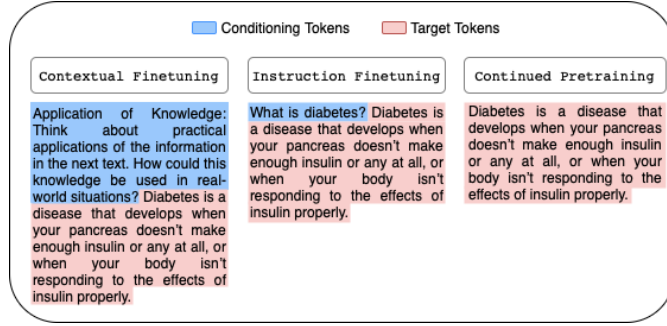 Conditioning Tokens Target Tokens
Contextual Finetuning
Application of Knowledge:
Think about practical
applications of the information
in the next text. How could this
knowledge be used in real-
world situations? Diabetes is a
disease that develops when
your pancreas doesn't make
enough insulin or any at all, or
when your body isn't
responding to the effects of
insulin properly.
Instruction Finetuning
What is diabetes? Diabetes is
a disease that develops when
your pancreas doesn't make
enough insulin or any at all, or
when your body isn't
responding to the effects of
insulin properly.
Continued Pretraining
Diabetes is a disease that
develops when your pancreas
doesn't make enough insulin
or any at all, or when your
body isn't responding to the
effects of insulin properly.